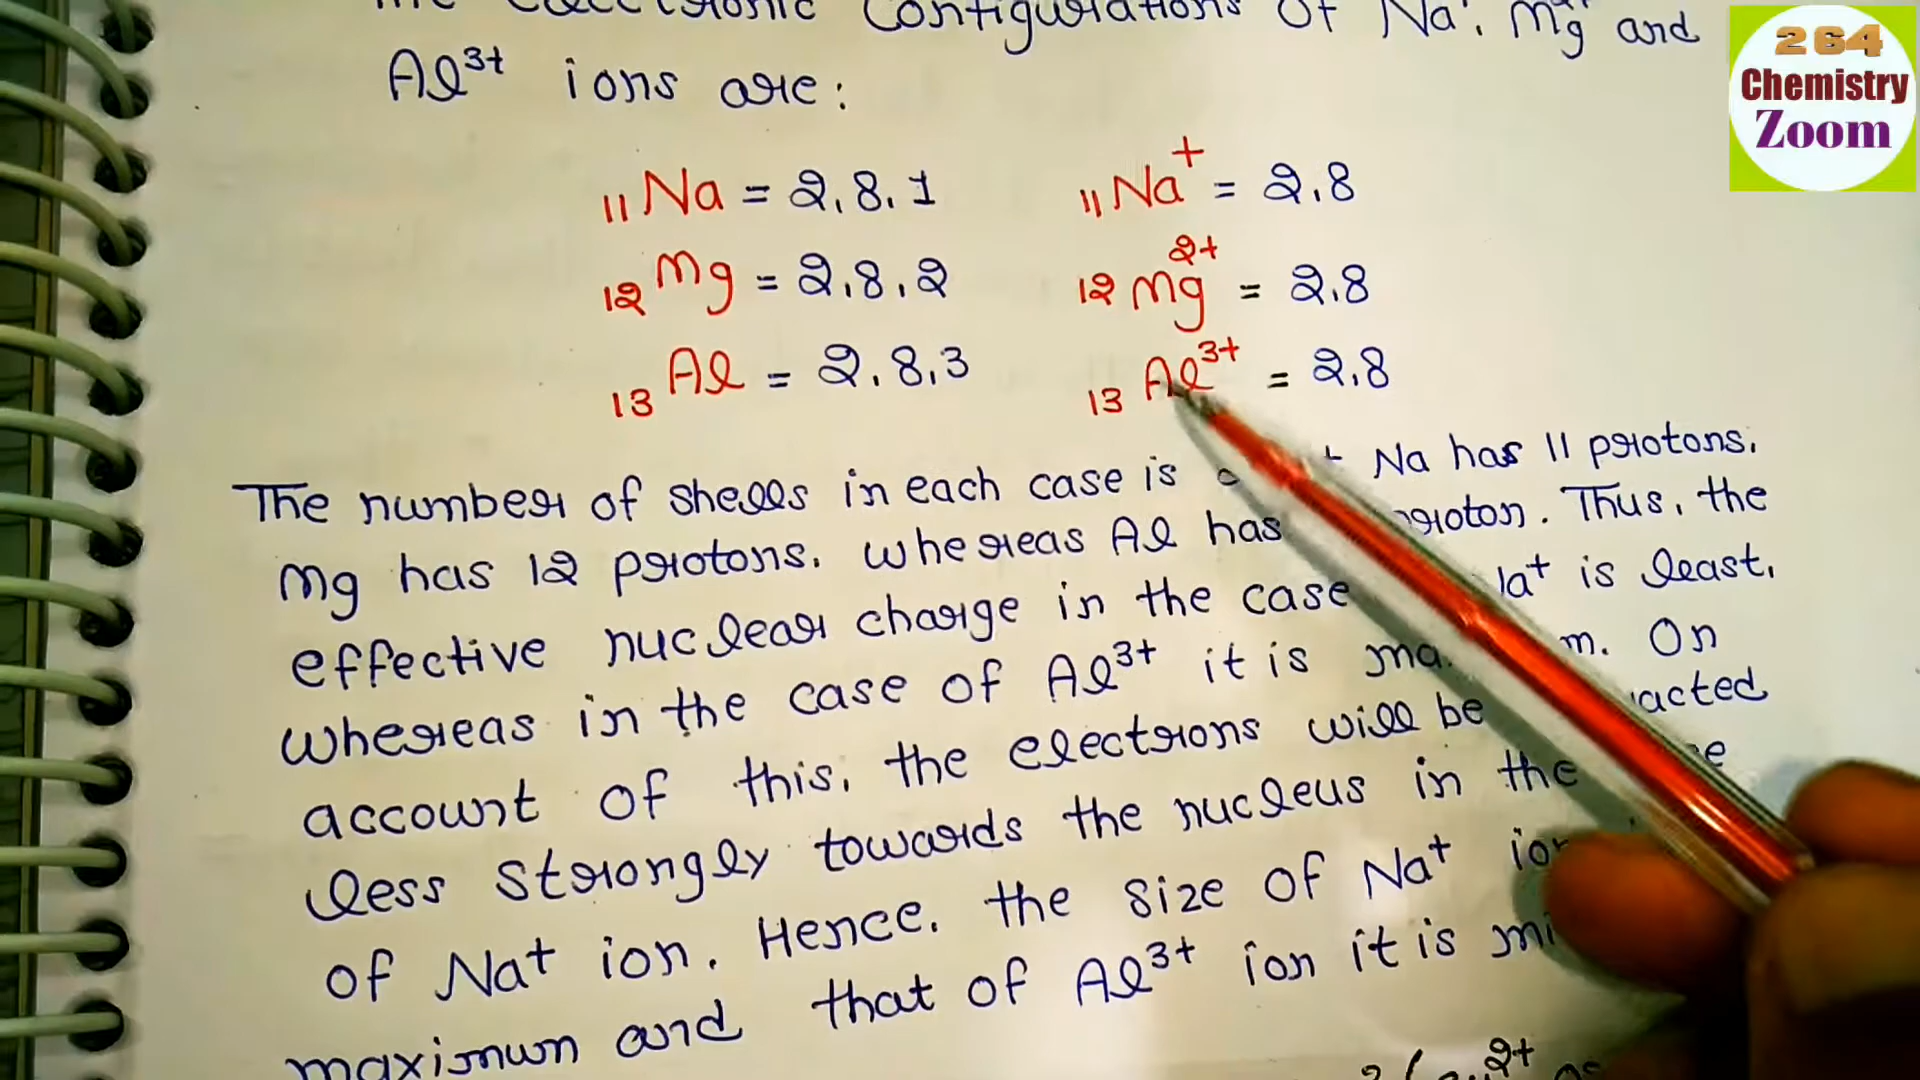 Electronic Configurations of Na⁺, Mg²⁺ and
Al³⁺ ions are:
₁₁Na = 2,8,1
₁₁Na⁺ = 2,8
₁₂Mg = 2,8,2
₁₂Mg²⁺ = 2,8
₁₃Al = 2,8,3
₁₃Al³⁺ = 2,8
The number of shells in each case is Na has 11 protons,
Mg has 12 protons, whereas Al has proton. Thus, the
effective nuclear charge in the case Na⁺ is least,
whereas in the case of Al³⁺ it is On
account of this, the electrons will be
less strongly towards the nucleus in the
of Na⁺ ion. Hence, the size of Na⁺ ion
maximum and that of Al³⁺ ion it is
264
Chemistry
Zoom